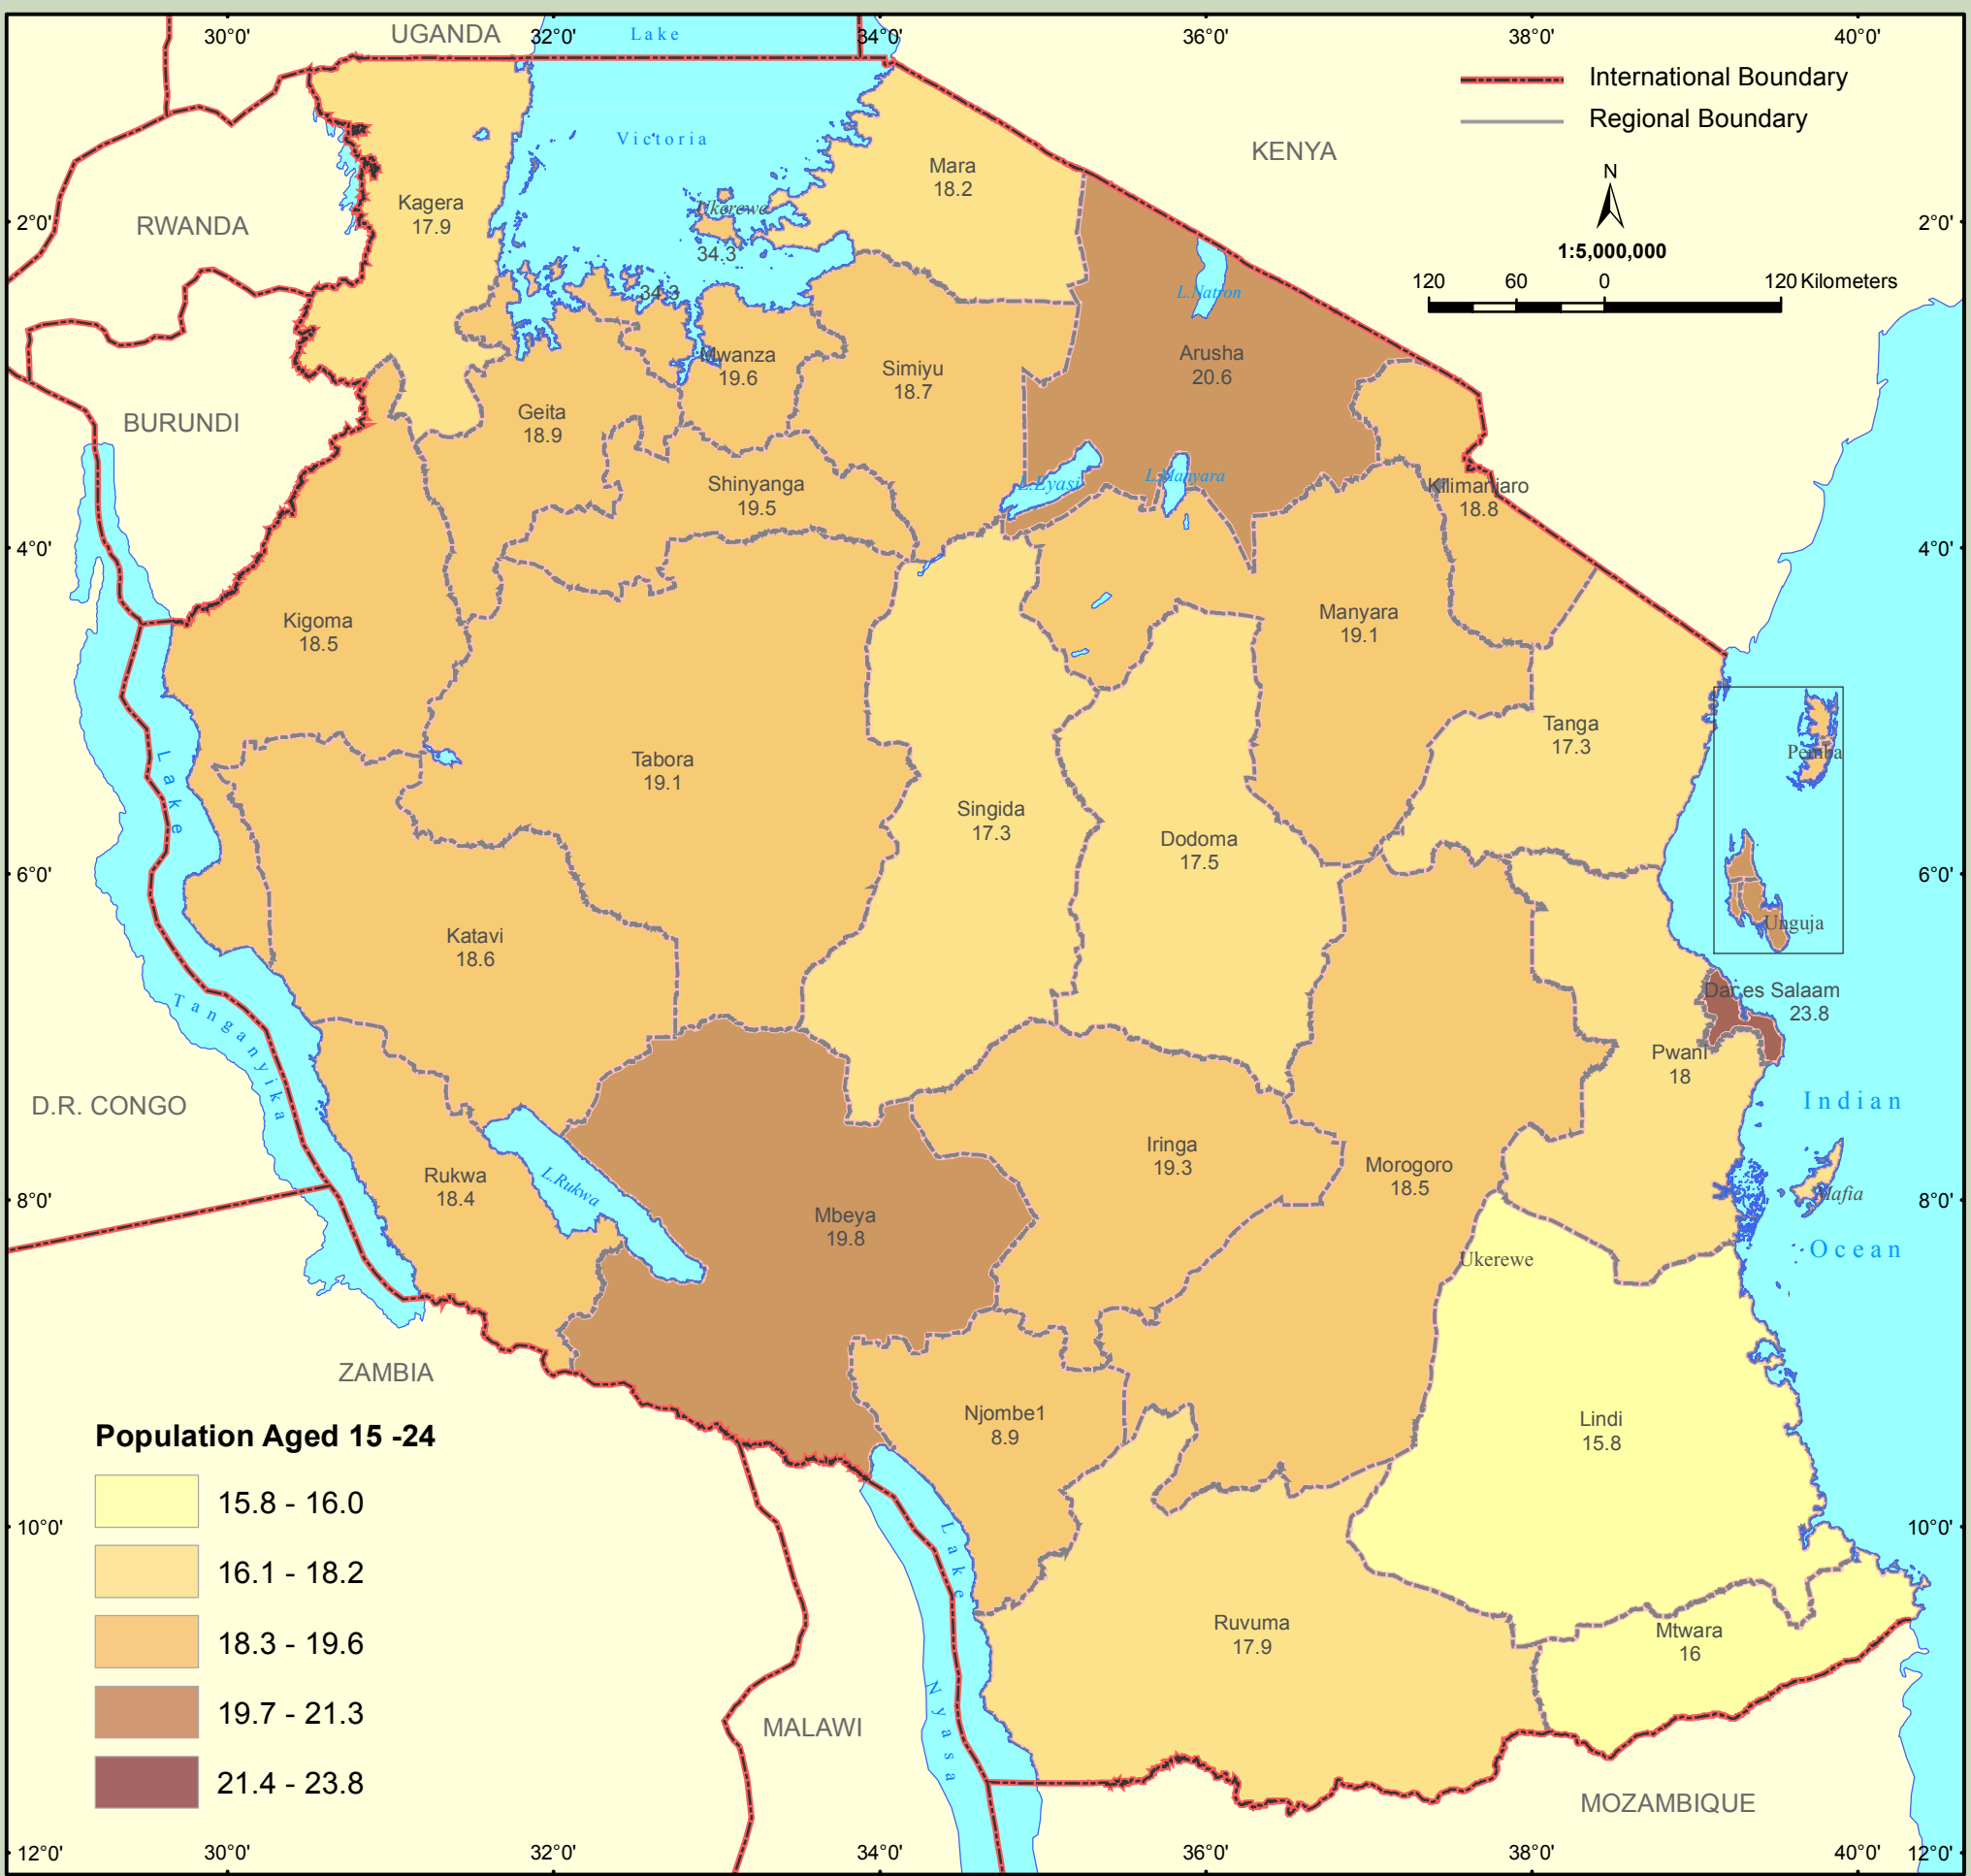 30°0'
UGANDA
32°0'
Lake
34°0'
36°0'
38°0'
40°0'
International Boundary
Regional Boundary
Victoria
KENYA
N
1:5,000,000
120 60 0 120 Kilometers
Mara
18.2
Kagera
17.9
Ukerewe
34.3
34.3
RWANDA
2°0'
2°0'
L.Natron
Arusha
20.6
Mwanza
19.6
Simiyu
18.7
BURUNDI
Geita
18.9
Shinyanga
19.5
L.Eyasi
L.Manyara
Kilimanjaro
18.8
4°0'
4°0'
Kigoma
18.5
Manyara
19.1
Tanga
17.3
Pemba
Tabora
19.1
Lake
Singida
17.3
Dodoma
17.5
6°0'
6°0'
Unguja
Katavi
18.6
Dar es Salaam
23.8
Tanganyika
Pwani
18
D.R. CONGO
Indian
Iringa
19.3
Morogoro
18.5
Rukwa
18.4
L.Rukwa
Mafia
8°0'
8°0'
Mbeya
19.8
Ukerewe
Ocean
ZAMBIA
Njombe1
8.9
Lindi
15.8
Population Aged 15 -24
15.8 - 16.0
16.1 - 18.2
18.3 - 19.6
19.7 - 21.3
21.4 - 23.8
10°0'
10°0'
Lake
Nyasa
Ruvuma
17.9
Mtwara
16
MALAWI
MOZAMBIQUE
12°0'
30°0'
32°0'
34°0'
36°0'
38°0'
40°0'
12°0'